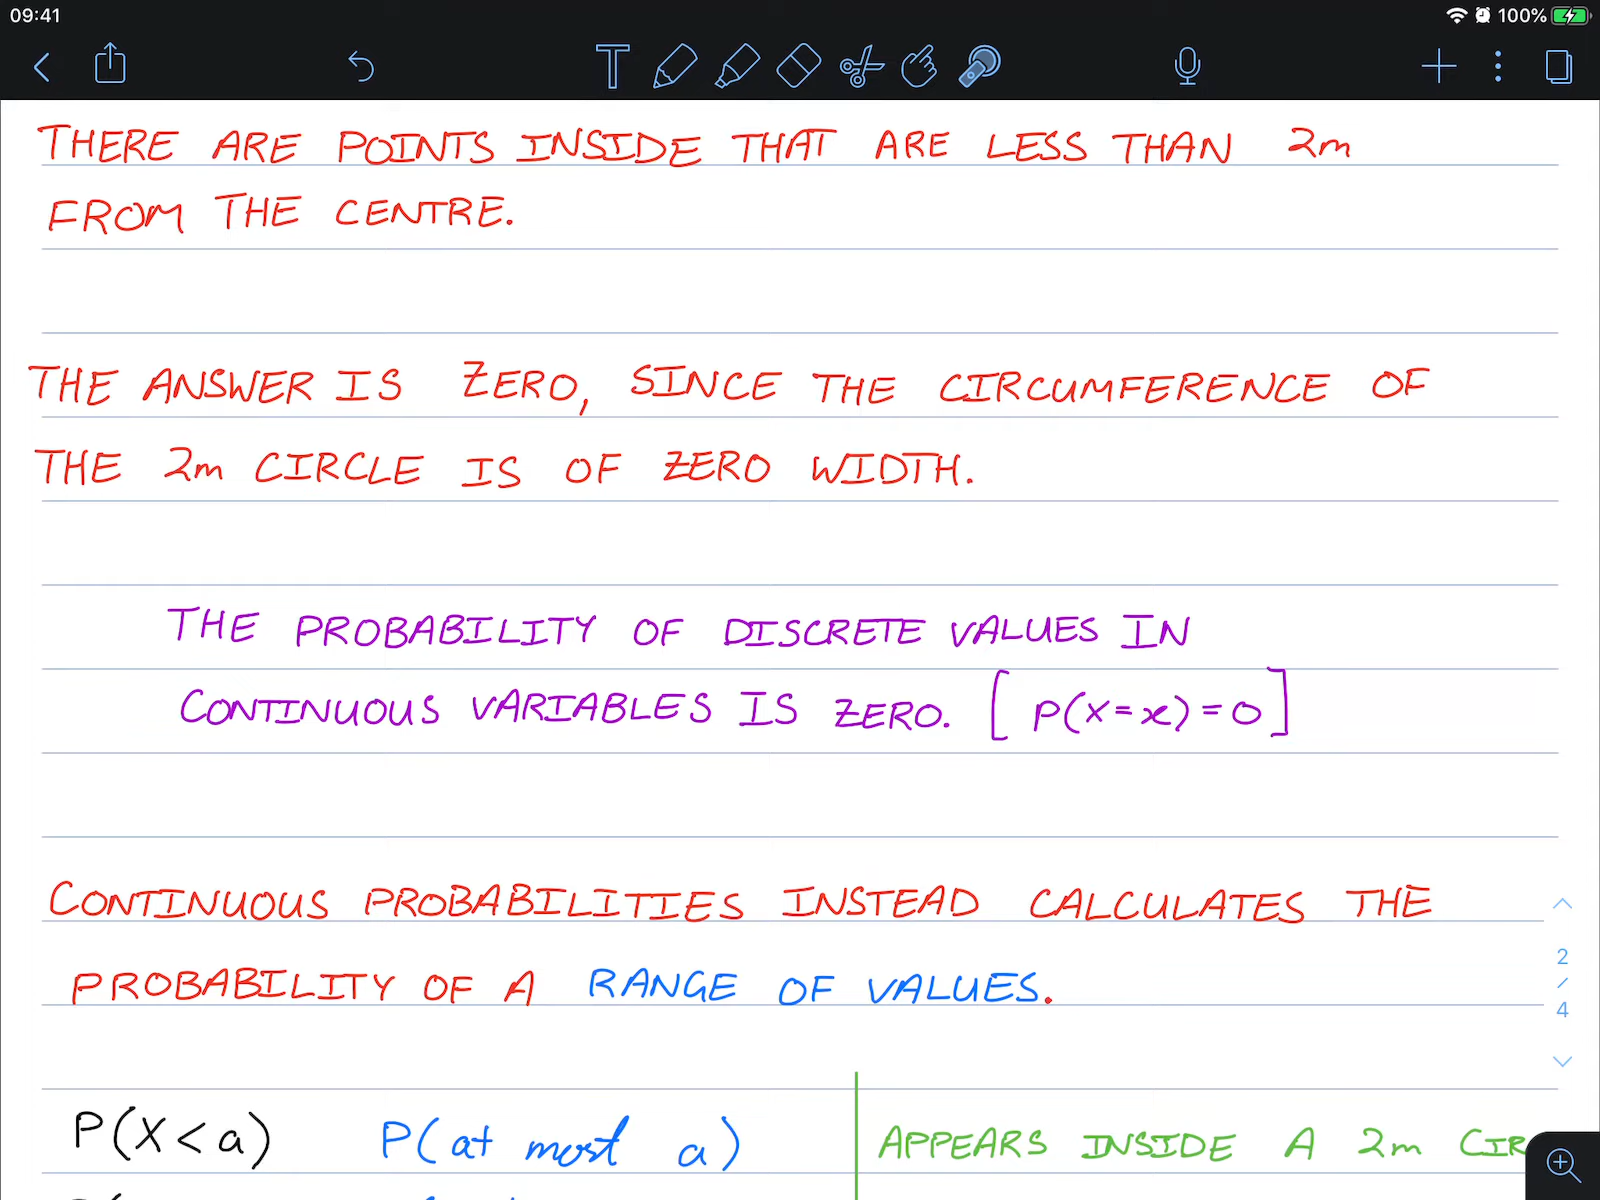 09:41
100%
THERE ARE POINTS INSIDE THAT ARE LESS THAN 2m
FROM THE CENTRE.
THE ANSWER IS ZERO, SINCE THE CIRCUMFERENCE OF
THE 2m CIRCLE IS OF ZERO WIDTH.
THE PROBABILITY OF DISCRETE VALUES IN
CONTINUOUS VARIABLES IS ZERO. [P(X=x)=0]
CONTINUOUS PROBABILITIES INSTEAD CALCULATES THE
PROBABILITY OF A RANGE OF VALUES.
2
/
4
P(X<a) P(at most a) APPEARS INSIDE A 2m CIR